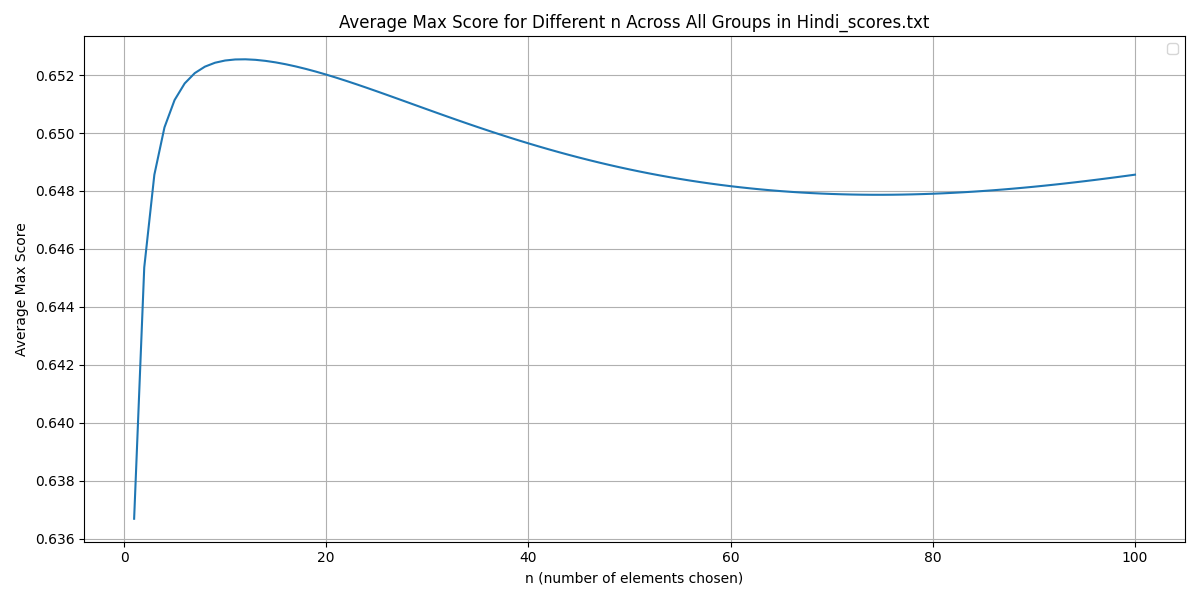 Average Max Score for Different n Across All Groups in Hindi_scores.txt
0.652
0.650
0.648
0.646
0.644
0.642
0.640
0.638
0.636
Average Max Score
0 20 40 60 80 100
n (number of elements chosen)